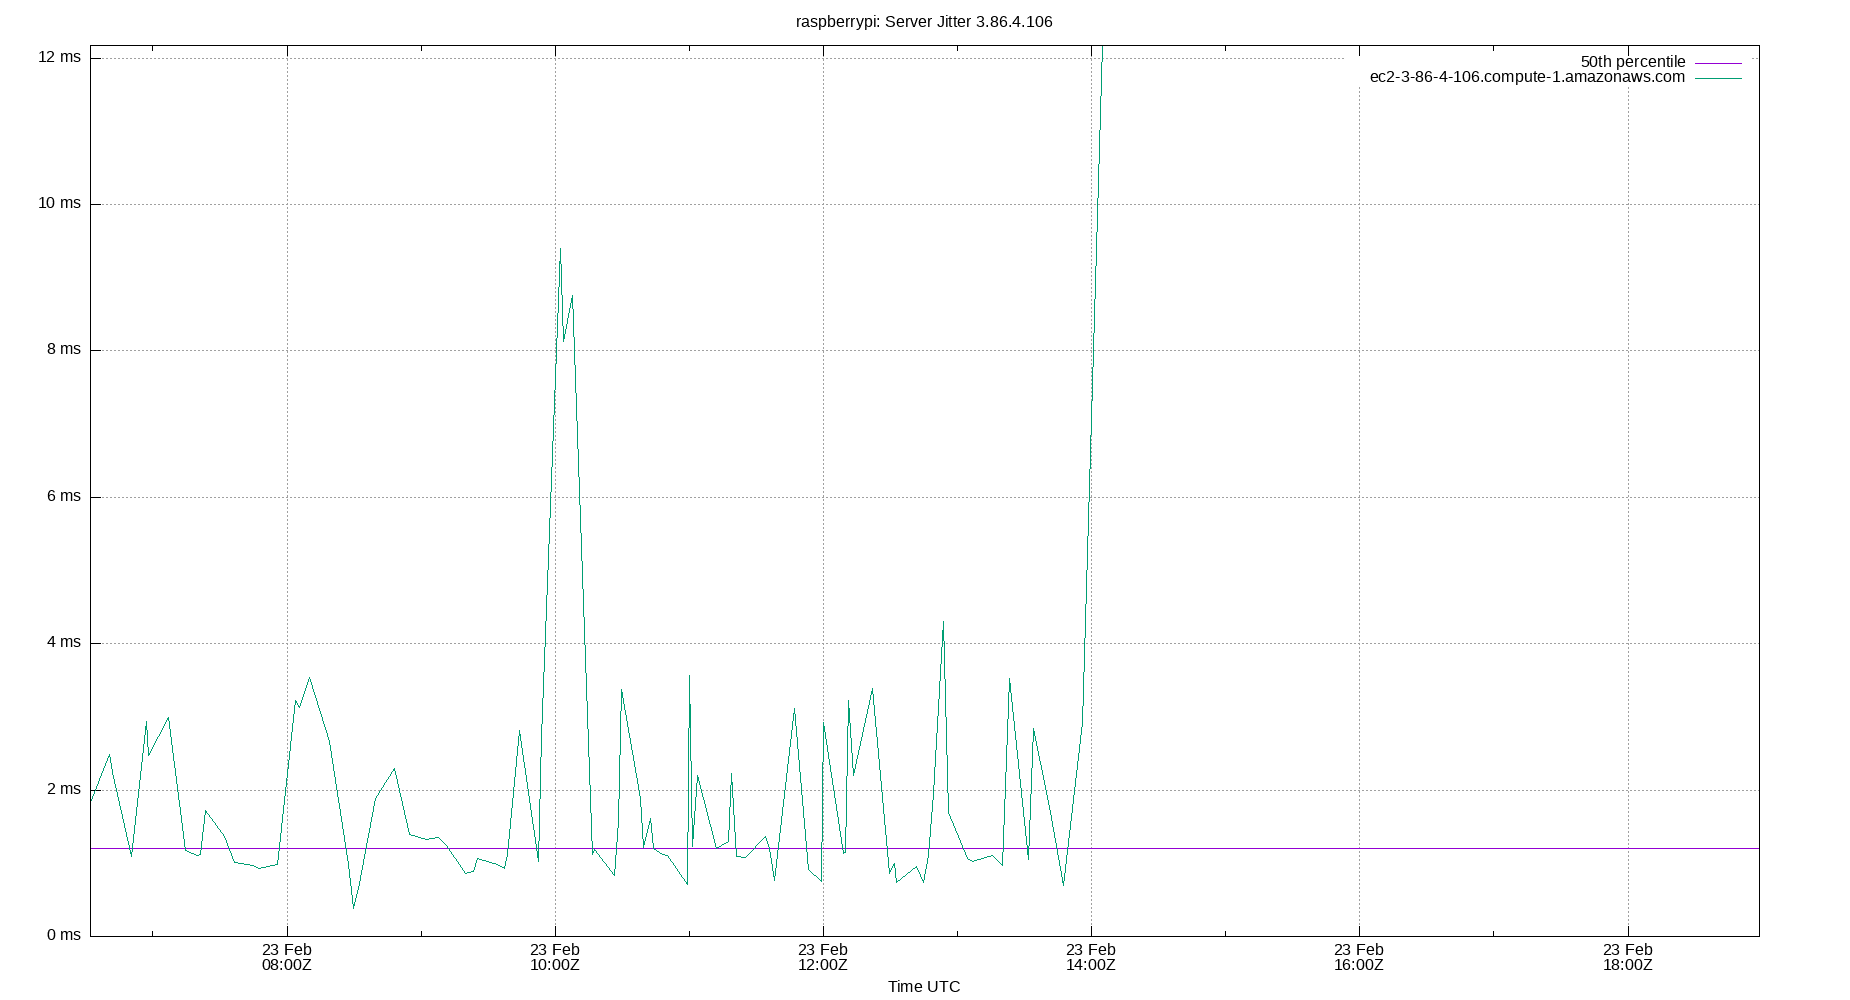 raspberrypi: Server Jitter 3.86.4.106
12 ms
50th percentile
ec2-3-86-4-106.compute-1.amazonaws.com
10 ms
8 ms
6 ms
4 ms
2 ms
0 ms
23 Feb 23 Feb 23 Feb 23 Feb 23 Feb 23 Feb
08:00Z 10:00Z 12:00Z 14:00Z 16:00Z 18:00Z
Time UTC